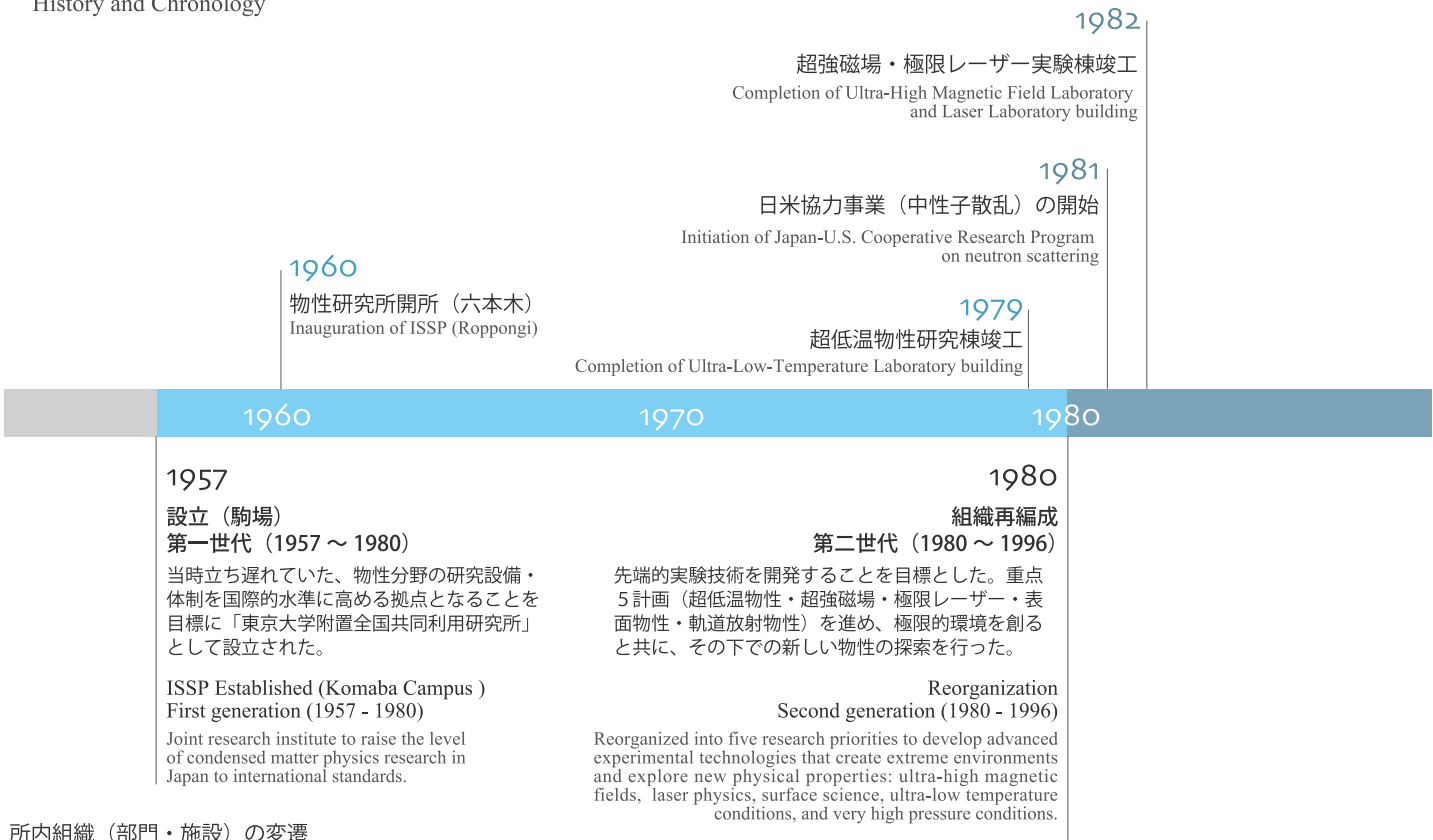 History and Chronology
1982
超強磁場・極限レーザー実験棟竣工
Completion of Ultra-High Magnetic Field Laboratory
and Laser Laboratory building
1981
日米協力事業（中性子散乱）の開始
Initiation of Japan-U.S. Cooperative Research Program
on neutron scattering
1960
物性研究所開所（六本木）
Inauguration of ISSP (Roppongi)
1979
超低温物性研究棟竣工
Completion of Ultra-Low-Temperature Laboratory building
1960
1970
1980
1957
設立（駒場）
第一世代（1957 ～ 1980）
当時立ち遅れていた、物性分野の研究設備・
体制を国際的水準に高める拠点となることを
目標に「東京大学附置全国共同利用研究所」
として設立された。
ISSP Established (Komaba Campus )
First generation (1957 - 1980)
Joint research institute to raise the level
of condensed matter physics research in
Japan to international standards.
1980
組織再編成
第二世代（1980 ～ 1996）
先端的実験技術を開発することを目標とした。重点
５計画（超低温物性・超強磁場・極限レーザー・表
面物性・軌道放射物性）を進め、極限的環境を創る
と共に、その下での新しい物性の探索を行った。
Reorganization
Second generation (1980 - 1996)
Reorganized into five research priorities to develop advanced
experimental technologies that create extreme environments
and explore new physical properties: ultra-high magnetic
fields, laser physics, surface science, ultra-low temperature
conditions, and very high pressure conditions.
所内組織（部門・施設）の変遷